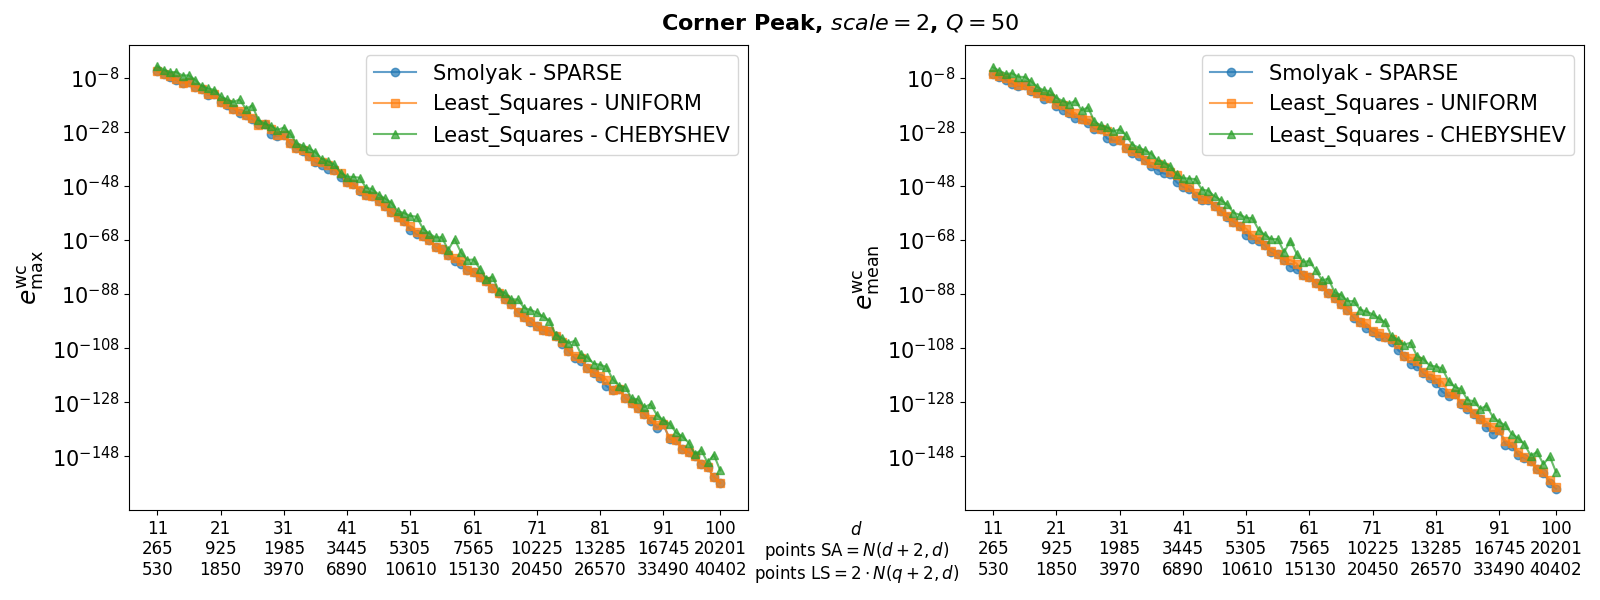 Corner Peak, scale = 2, Q = 50
Smolyak - SPARSE
Least_Squares - UNIFORM
Least_Squares - CHEBYSHEV
e^{wc}_{max}
10^{-8}
10^{-28}
10^{-48}
10^{-68}
10^{-88}
10^{-108}
10^{-128}
10^{-148}
11 21 31 41 51 61 71 81 91 100
265 925 1985 3445 5305 7565 10225 13285 16745 20201
530 1850 3970 6890 10610 15130 20450 26570 33490 40402
d
points SA = N(d + 2, d)
points LS = 2 · N(q + 2, d)
Smolyak - SPARSE
Least_Squares - UNIFORM
Least_Squares - CHEBYSHEV
e^{wc}_{mean}
10^{-8}
10^{-28}
10^{-48}
10^{-68}
10^{-88}
10^{-108}
10^{-128}
10^{-148}
11 21 31 41 51 61 71 81 91 100
265 925 1985 3445 5305 7565 10225 13285 16745 20201
530 1850 3970 6890 10610 15130 20450 26570 33490 40402